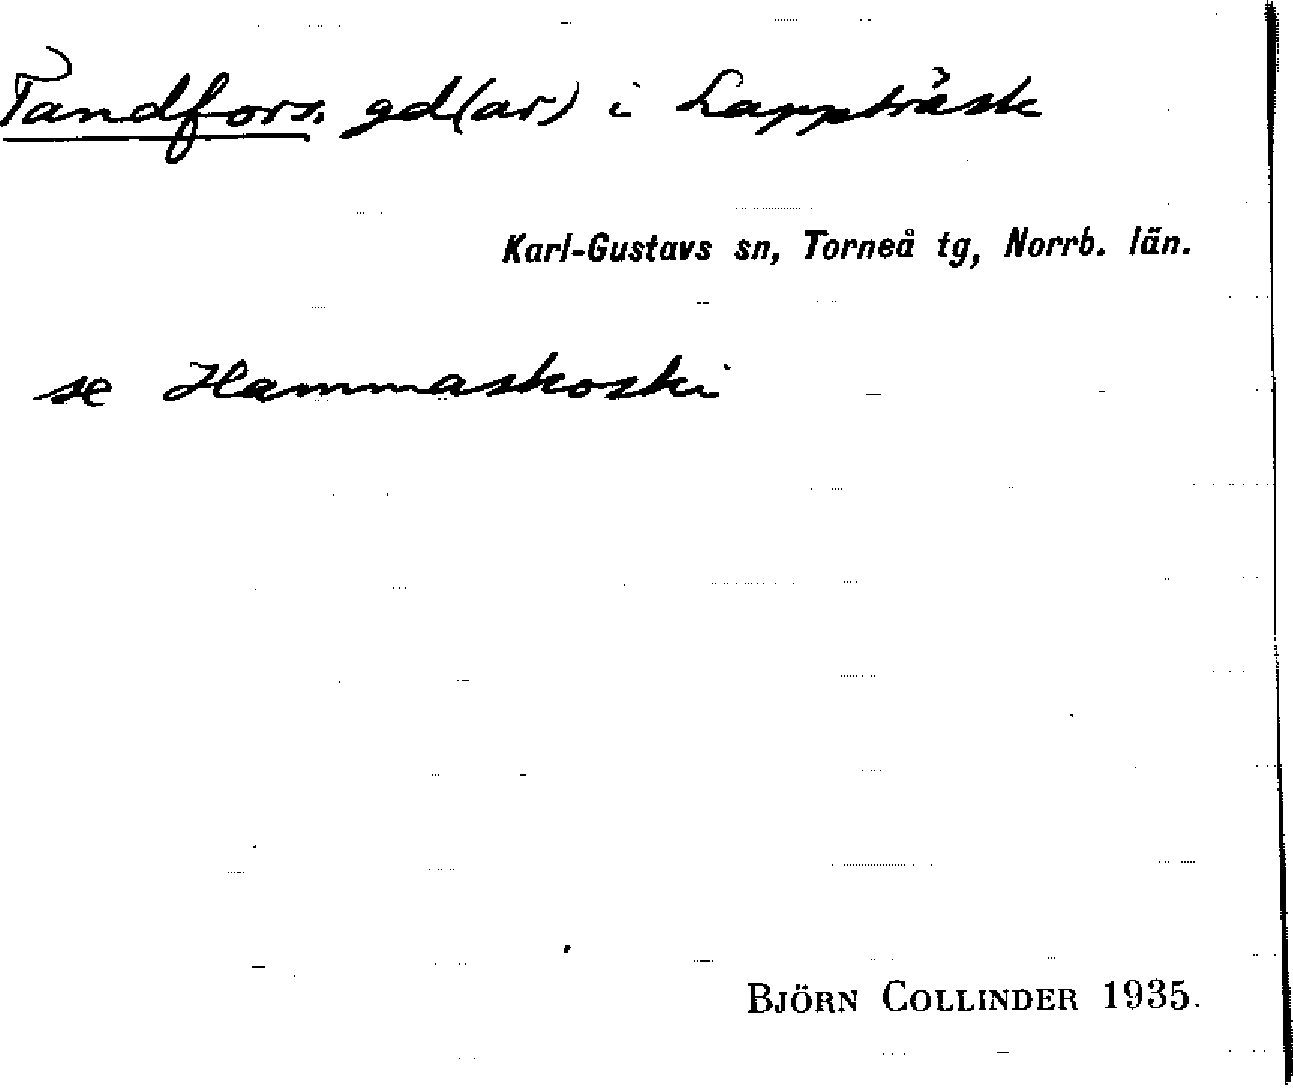 Tandfors, gd(ar) i Lappträsk
Karl-Gustavs sn, Torneå tg, Norrb. län.
se Hammaskoski
BJÖRN COLLINDER 1935.